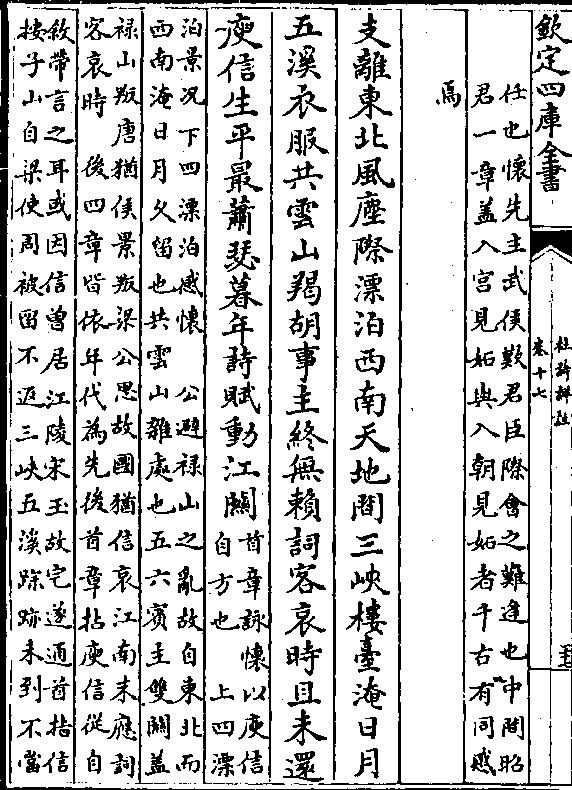 欽定四庫全書
杜詩詳註
卷十七
任也懷先主武侯歎君臣際會之難逢也中間昭
君一章蓋入宮見妬與入朝見妬者千古有同感
焉
支離東北風塵際漂泊西南天地間三峽樓臺淹日月
五溪衣服共雲山羯胡事主終無賴詞客哀時且未還
庾信生平最蕭瑟暮年詩賦動江關
首章詠懷以庾信
自方也 上四漂
泊景况下四漂泊感懷 公避祿山之亂故自東北而
西南淹日月久留也共雲山雜處也五六賓主雙關蓋
祿山叛唐猶侯景叛梁公思故國猶信哀江南末應詞
客哀時 後四章皆依年代為先後首章拈庾信從自
敘帶言之耳或因信曾居江陵宋玉故宅遂通首指信
按子山自梁使周被留不返三峽五溪踪跡未到不當